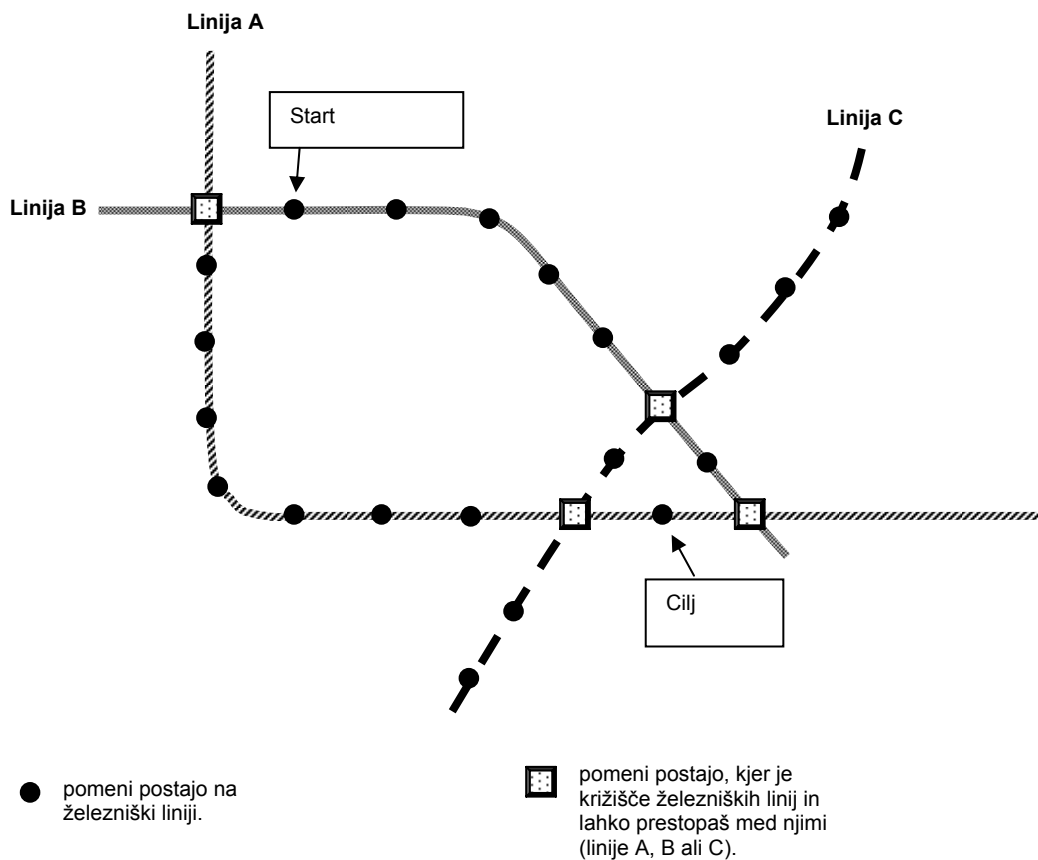 Linija A
Start
Linija C
Linija B
Cilj
pomeni postajo na
železniški liniji.
pomeni postajo, kjer je
križišče železniških linij in
lahko prestopaš med njimi
(linije A, B ali C).